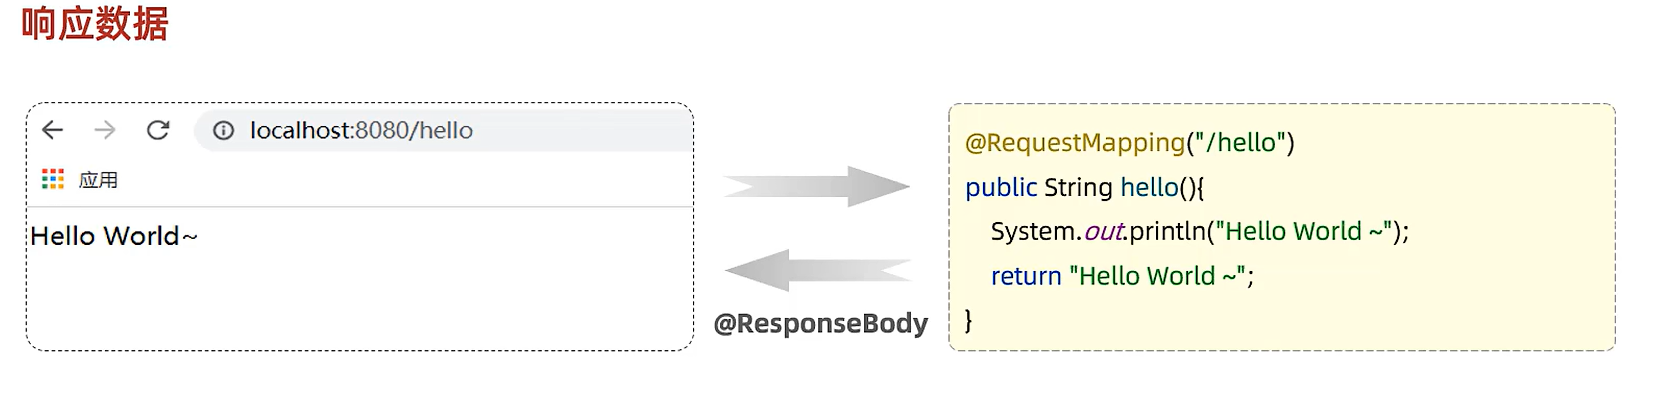 响应数据
localhost:8080/hello
应用
Hello World~
@ResponseBody
@RequestMapping("/hello")
public String hello(){
System.out.println("Hello World ~");
return "Hello World ~";
}